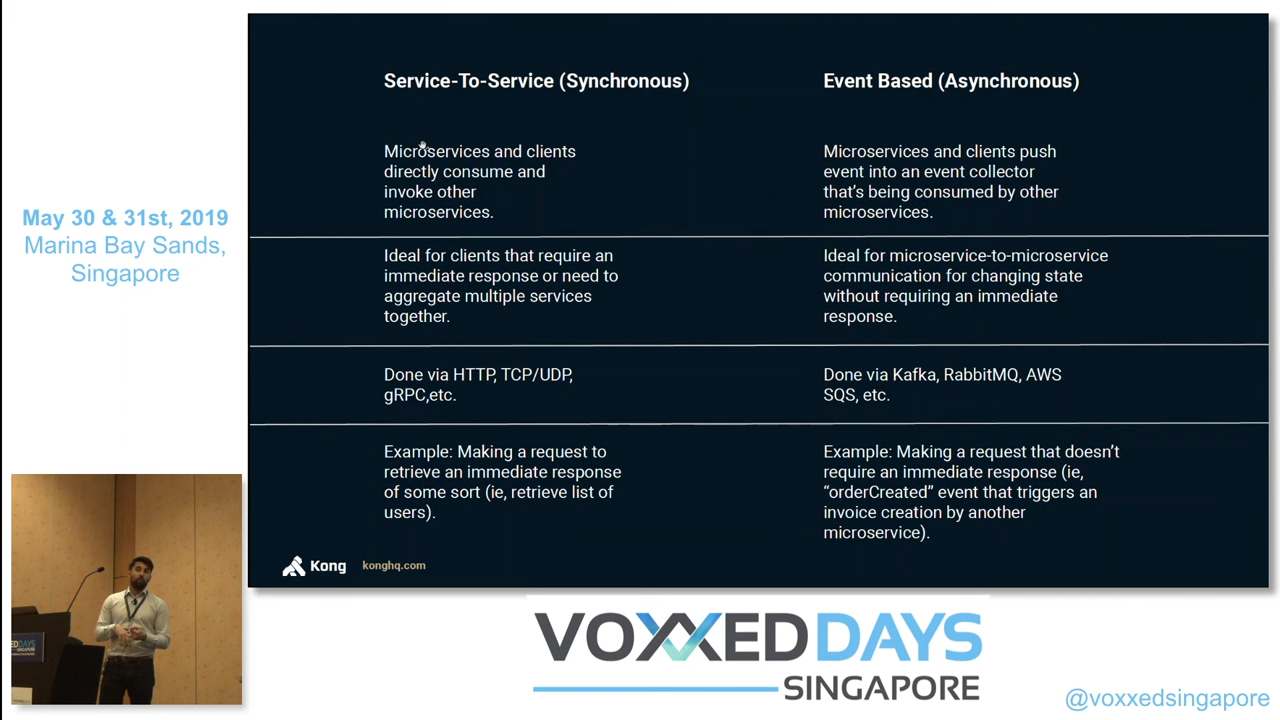 May 30 & 31st, 2019
Marina Bay Sands,
Singapore
Service-To-Service (Synchronous)
Microservices and clients
directly consume and
invoke other
microservices.
Ideal for clients that require an
immediate response or need to
aggregate multiple services
together.
Done via HTTP, TCP/UDP,
gRPC,etc.
Example: Making a request to
retrieve an immediate response
of some sort (ie, retrieve list of
users).
Event Based (Asynchronous)
Microservices and clients push
event into an event collector
that's being consumed by other
microservices.
Ideal for microservice-to-microservice
communication for changing state
without requiring an immediate
response.
Done via Kafka, RabbitMQ, AWS
SQS, etc.
Example: Making a request that doesn't
require an immediate response (ie,
“orderCreated” event that triggers an
invoice creation by another
microservice).
Kong konghq.com
EDDAYS
SINGAPORE
VOXXEDDAYS
SINGAPORE
@voxxedsingapore